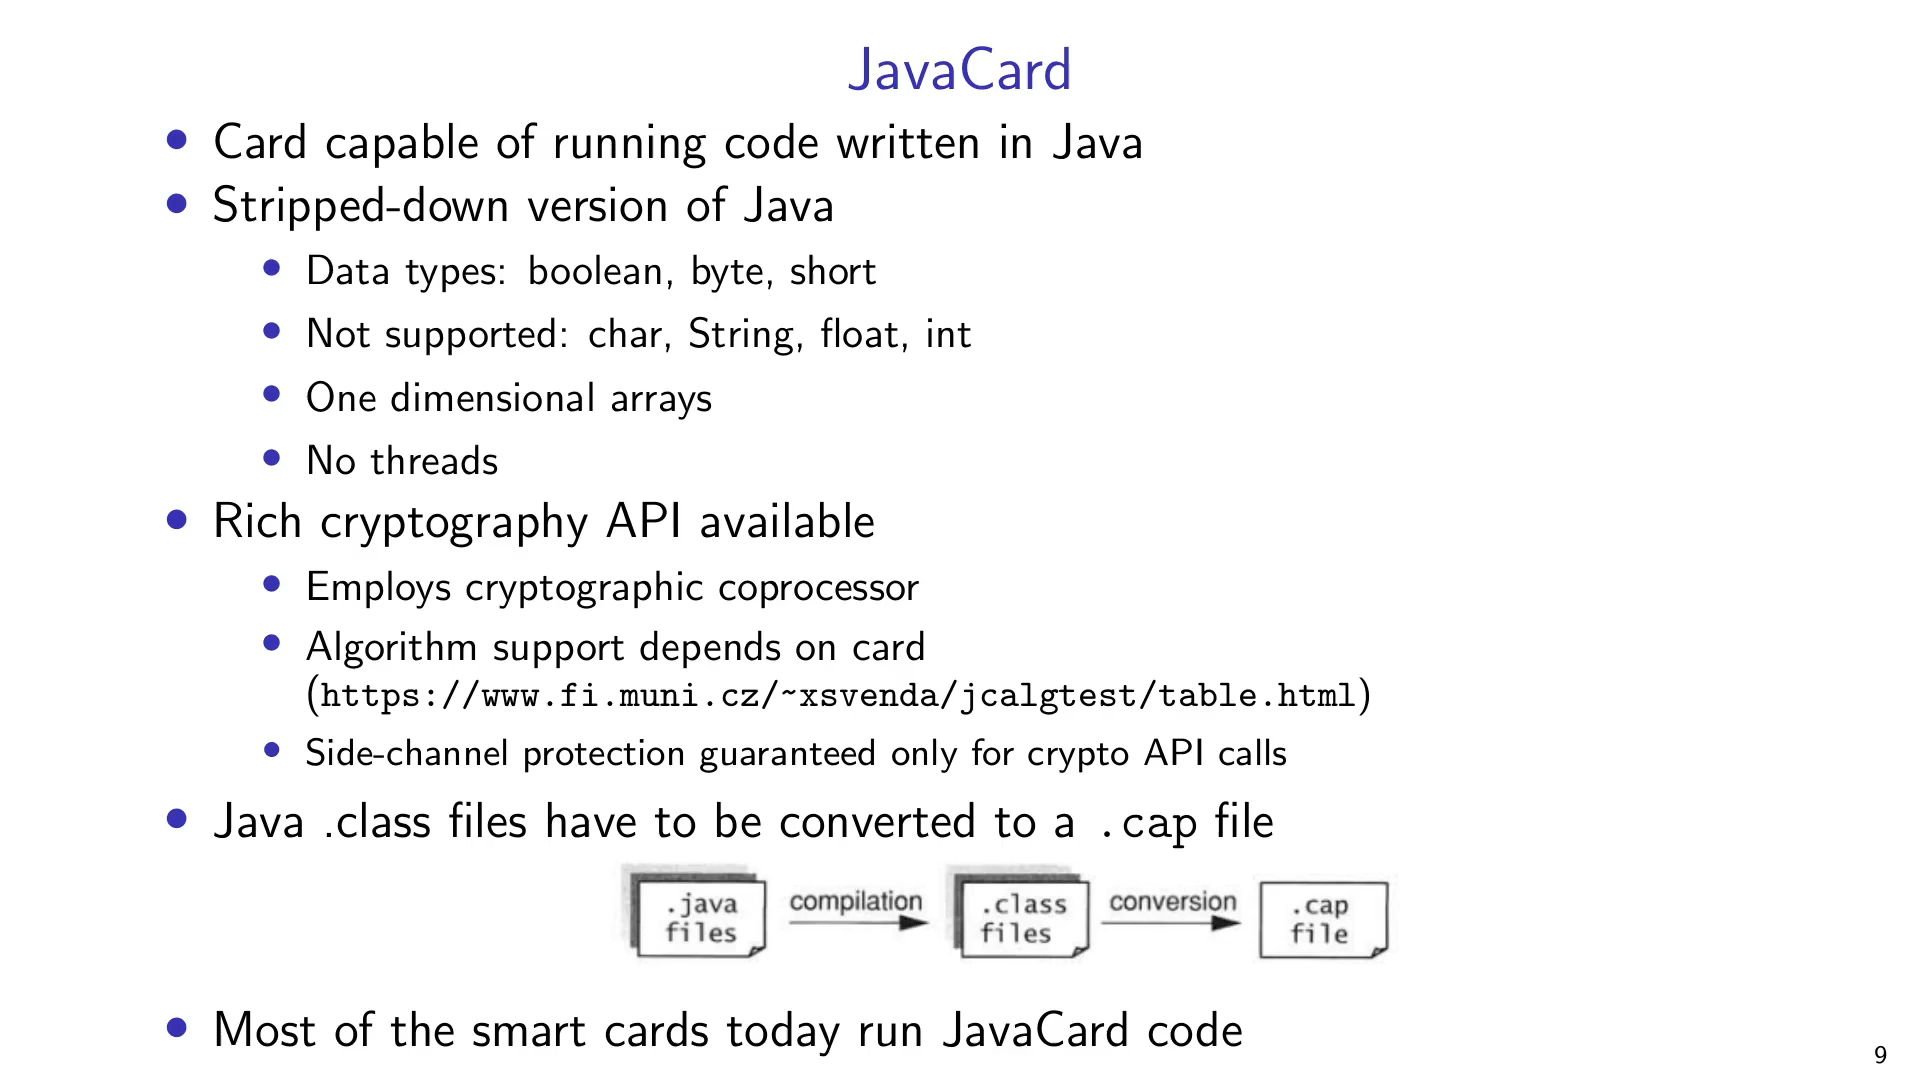 JavaCard
• Card capable of running code written in Java
• Stripped-down version of Java
• Data types: boolean, byte, short
• Not supported: char, String, float, int
• One dimensional arrays
• No threads
• Rich cryptography API available
• Employs cryptographic coprocessor
• Algorithm support depends on card
(https://www.fi.muni.cz/~xsvenda/jcalgtest/table.html)
• Side-channel protection guaranteed only for crypto API calls
• Java .class files have to be converted to a .cap file
.java
files
compilation
.class
files
conversion
.cap
file
• Most of the smart cards today run JavaCard code
9